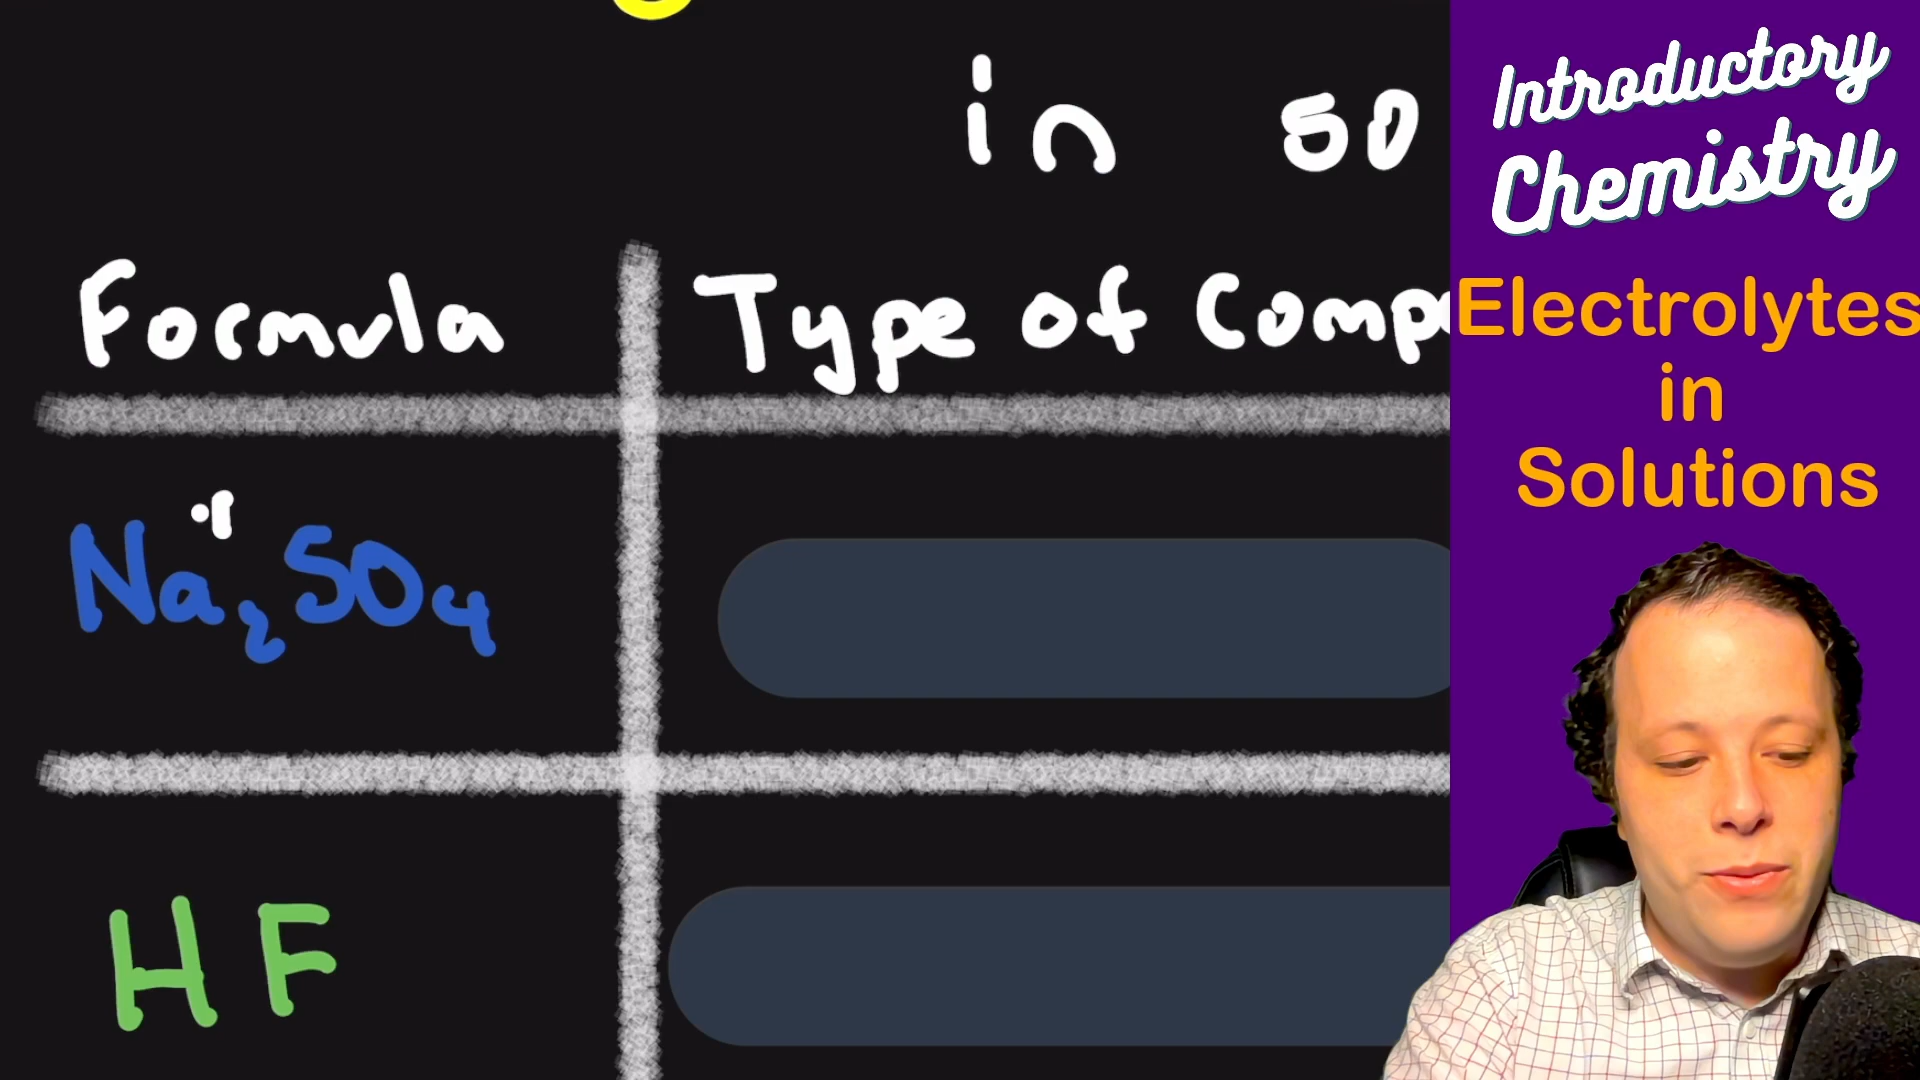 in so
Formula
Type of Comp
Na₂SO₄
HF
Introductory
Chemistry
Electrolytes
in
Solutions